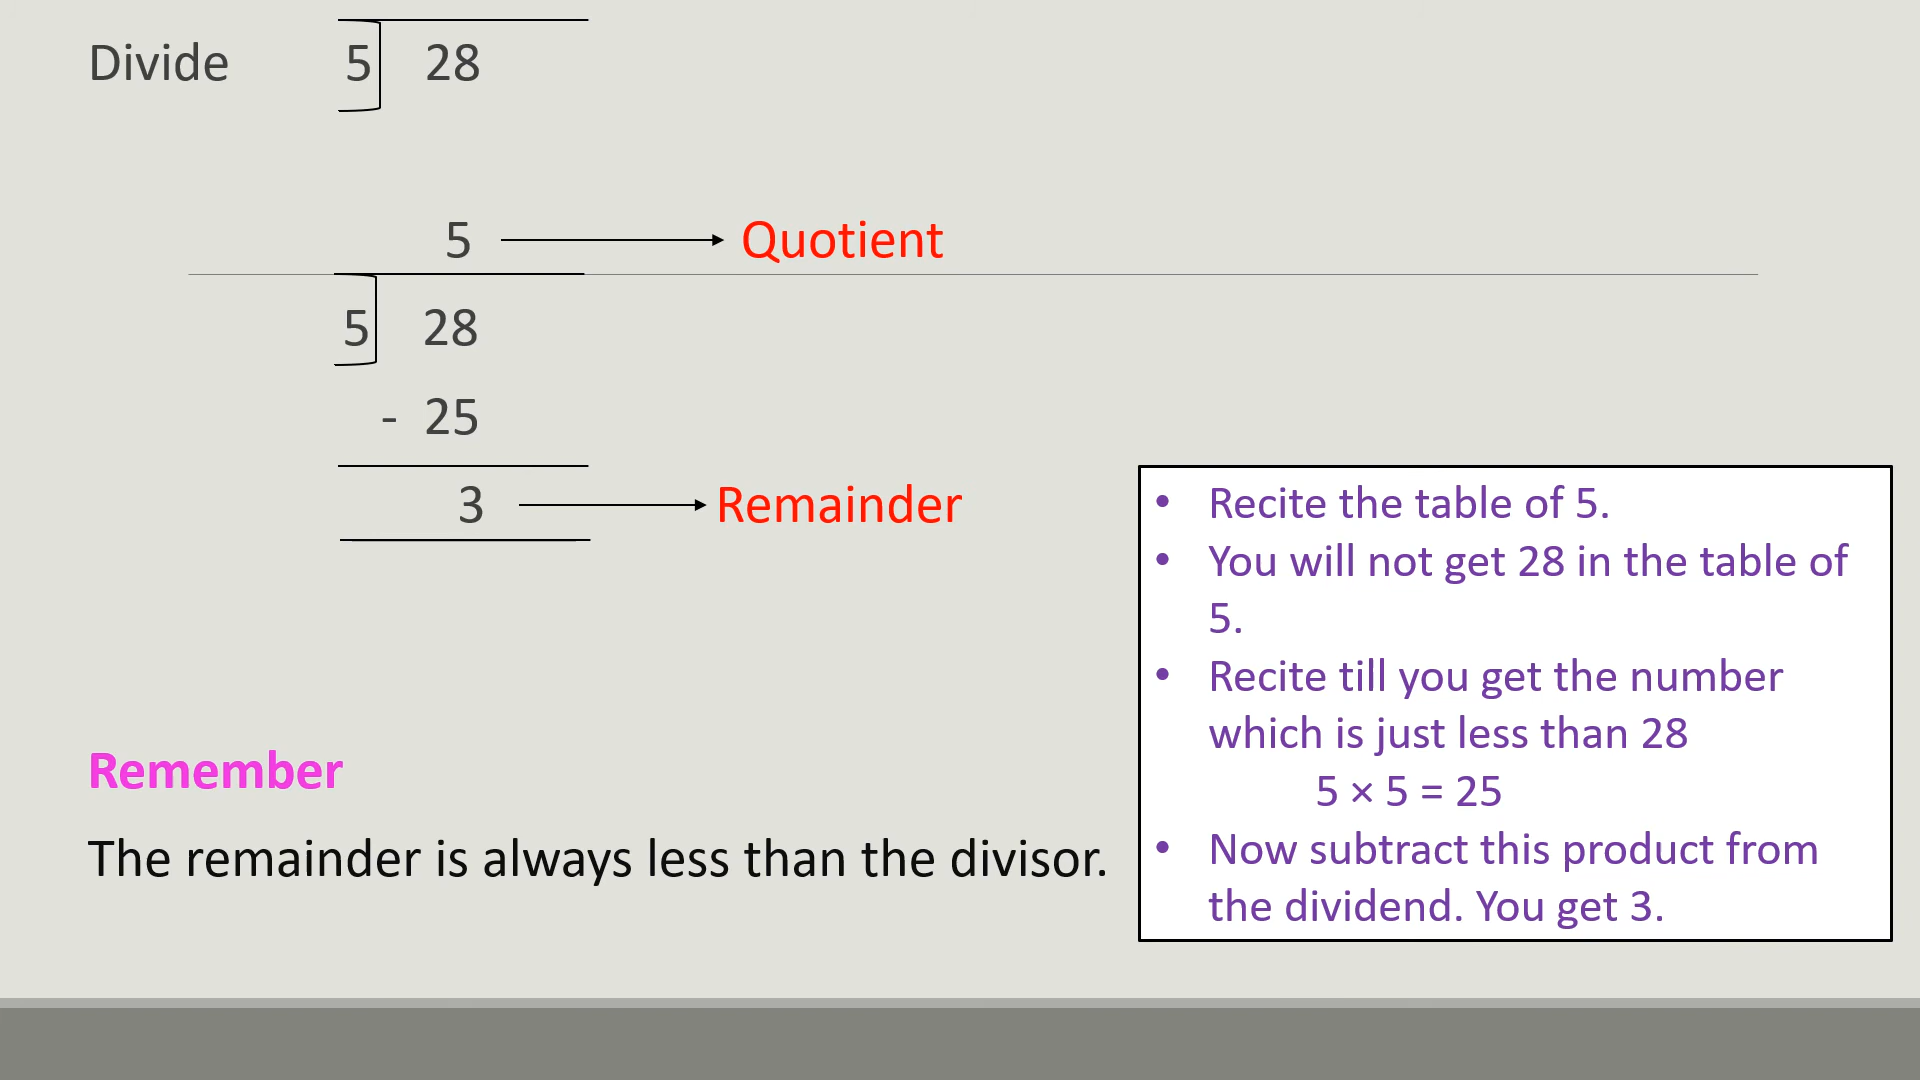 Divide 5 28
5 Quotient
5 28
- 25
3 Remainder
• Recite the table of 5.
• You will not get 28 in the table of
5.
• Recite till you get the number
which is just less than 28
5 × 5 = 25
• Now subtract this product from
the dividend. You get 3.
Remember
The remainder is always less than the divisor.